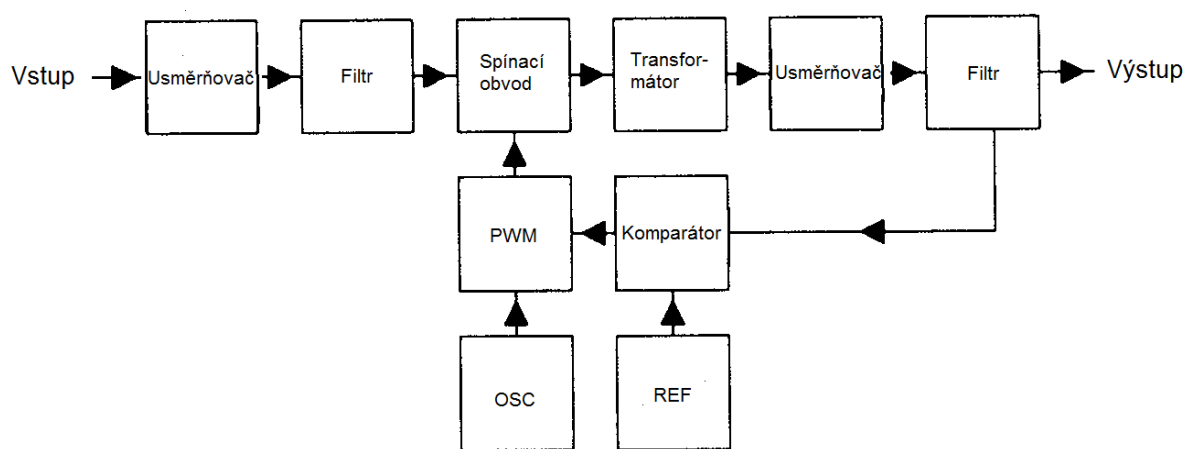 Vstup
Usměrňovač
Filtr
Spínací
obvod
Transfor-
mátor
Usměrňovač
Filtr
Výstup
PWM
Komparátor
OSC
REF